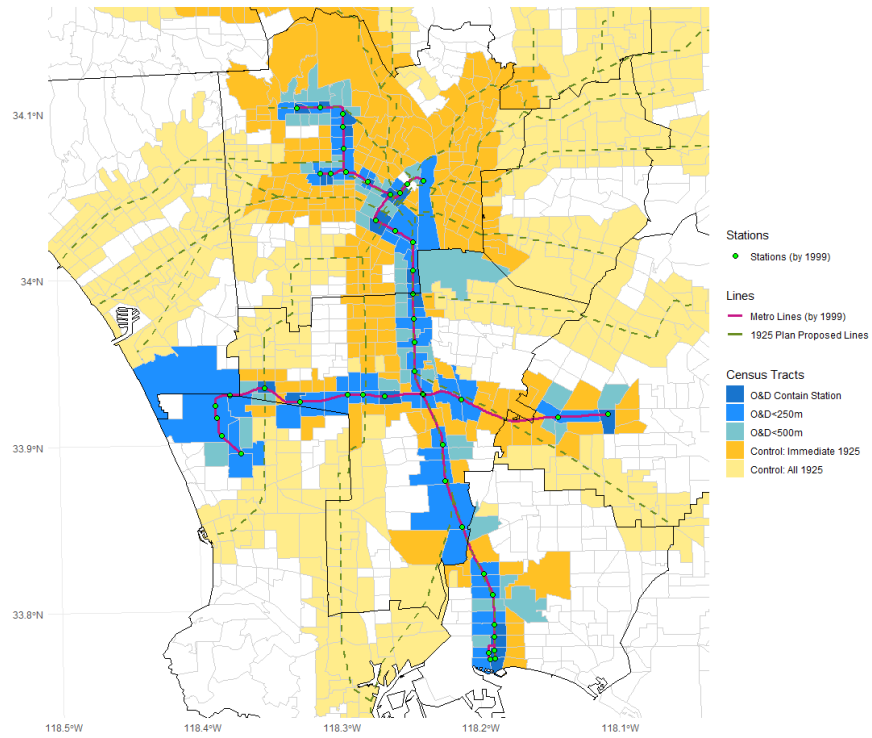 34.1°N
34°N
33.9°N
33.8°N
118.5°W
118.4°W
118.3°W
118.2°W
118.1°W
Stations
Stations (by 1999)
Lines
Metro Lines (by 1999)
1925 Plan Proposed Lines
Census Tracts
O&D Contain Station
O&D<250m
O&D<500m
Control: Immediate 1925
Control: All 1925